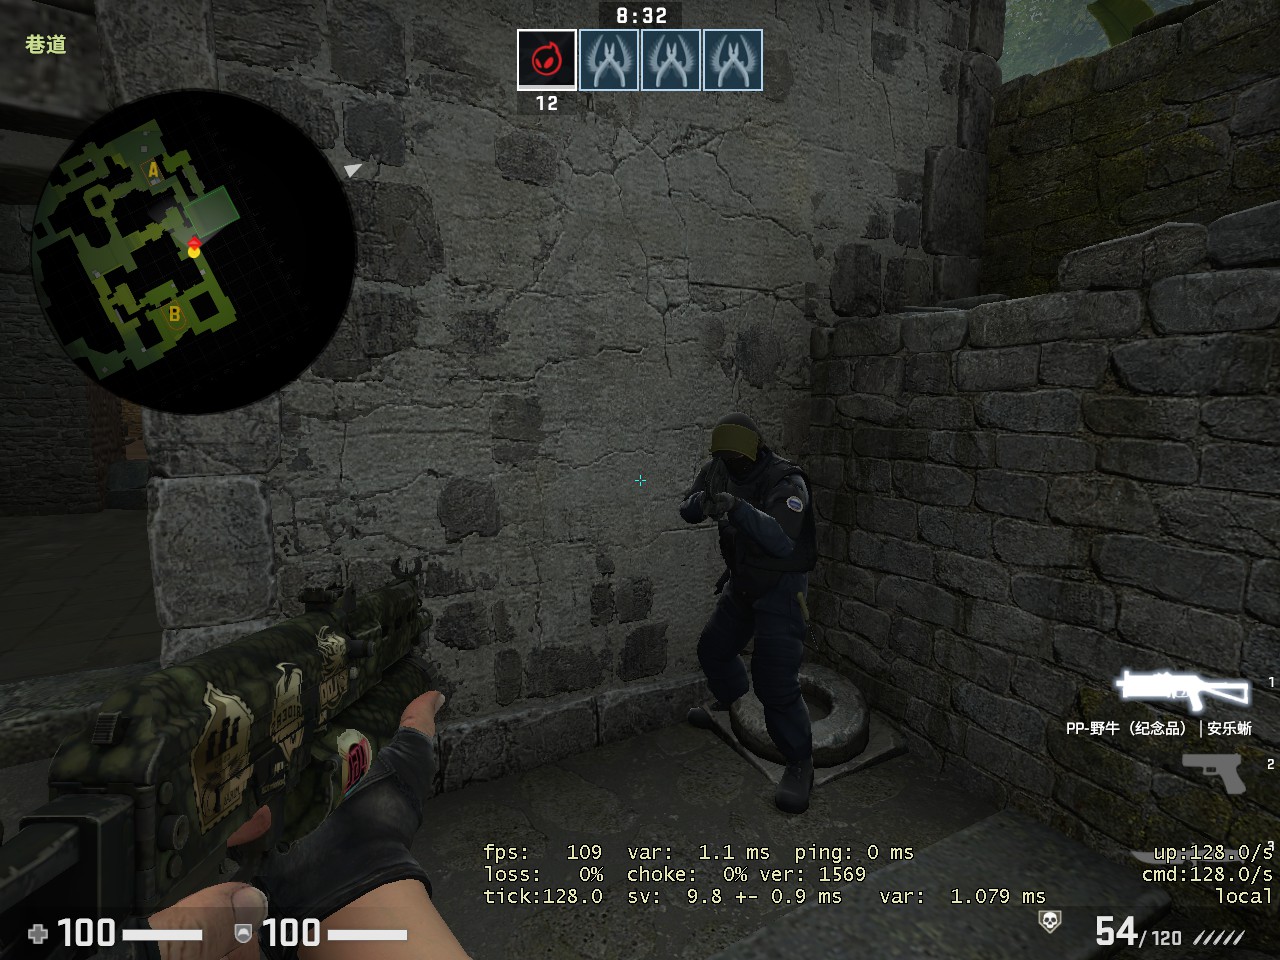 8:32
巷道
12
A
B
1
PP-野牛（纪念品） | 安乐蜥
2
3
fps: 109 var: 1.1 ms ping: 0 ms
up:128.0/s
loss: 0% choke: 0% ver: 1569
cmd:128.0/s
tick:128.0 sv: 9.8 +- 0.9 ms var: 1.079 ms
local
100
100
54/120